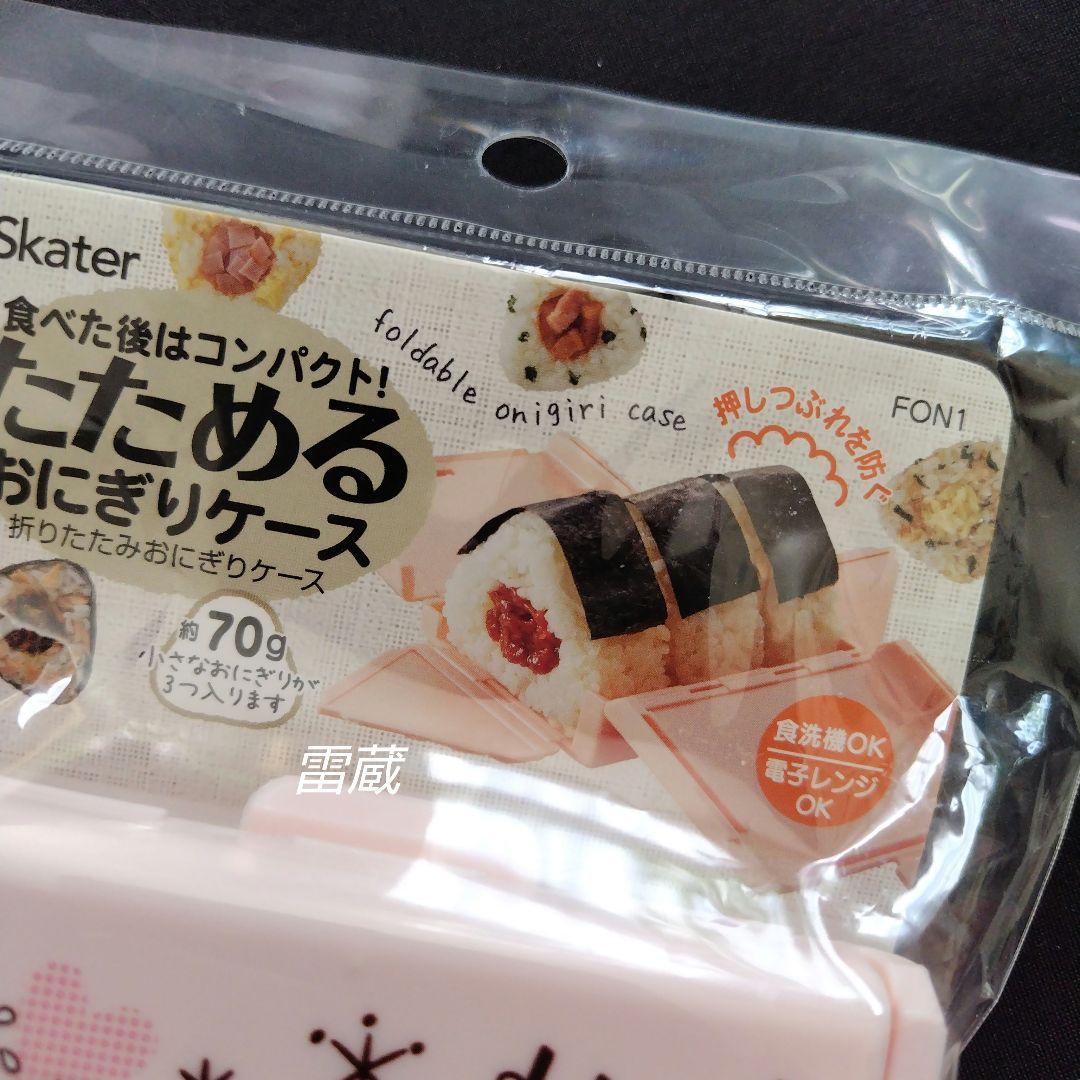 Skater
食べた後はコンパクト!
たためる
おにぎりケース
折りたたみおにぎりケース
foldable
onigiri case
押しつぶれを防ぐ
FON1
約70g
小さなおにぎりが
3つ入ります
食洗機OK
電子レンジ
OK
雷蔵